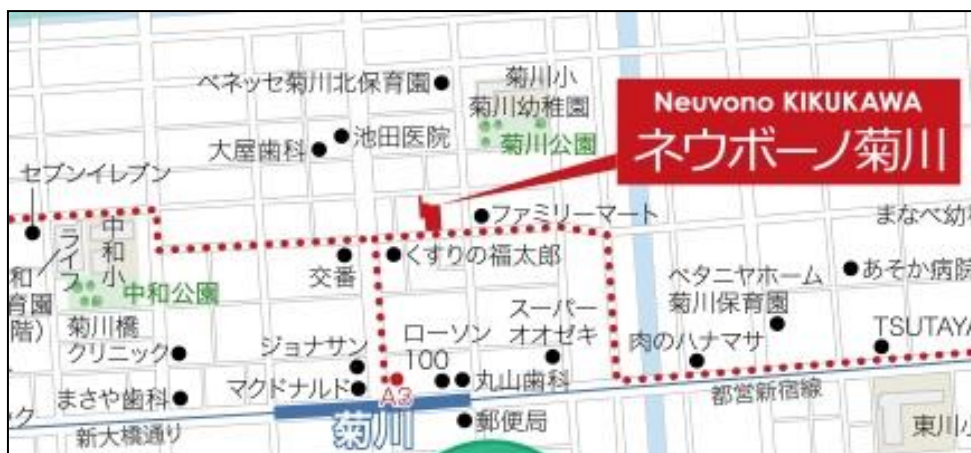 ベネッセ菊川北保育園
菊川小
菊川幼稚園
菊川公園
Neuvono KIKUKAWA
ネウボーノ菊川
大屋歯科
池田医院
セブンイレブン
ファミリーマート
まなべ幼
ライフ
中和小
中和公園
和
育園
階）
交番
くすりの福太郎
ベタニヤホーム
菊川保育園
あそか病院
菊川橋
クリニック
ジョナサン
ローソン
100
スーパー
オオゼキ
肉のハナマサ
TSUTAYA
まさや歯科
マクドナルド
A3
丸山歯科
都営新宿線
ック
新大橋通り
菊川
郵便局
東川小